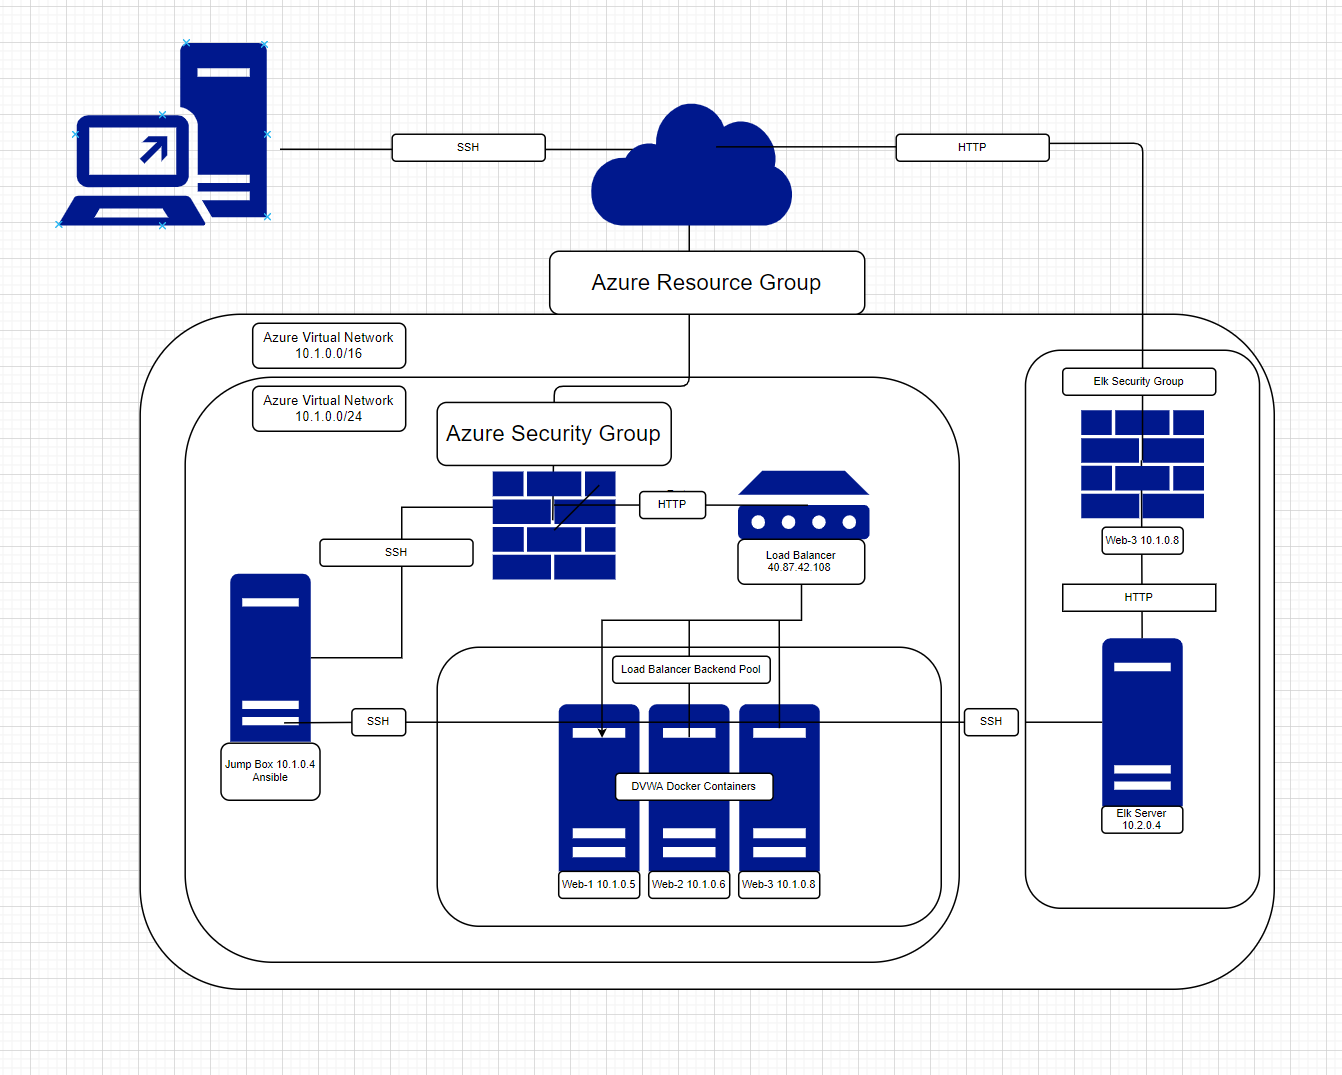 SSH
HTTP
Azure Resource Group
Azure Virtual Network
10.1.0.0/16
Elk Security Group
Azure Virtual Network
10.1.0.0/24
Azure Security Group
HTTP
SSH
Load Balancer
40.87.42.108
Web-3 10.1.0.8
HTTP
Load Balancer Backend Pool
SSH
SSH
Jump Box 10.1.0.4
Ansible
DVWA Docker Containers
Elk Server
10.2.0.4
Web-1 10.1.0.5
Web-2 10.1.0.6
Web-3 10.1.0.8